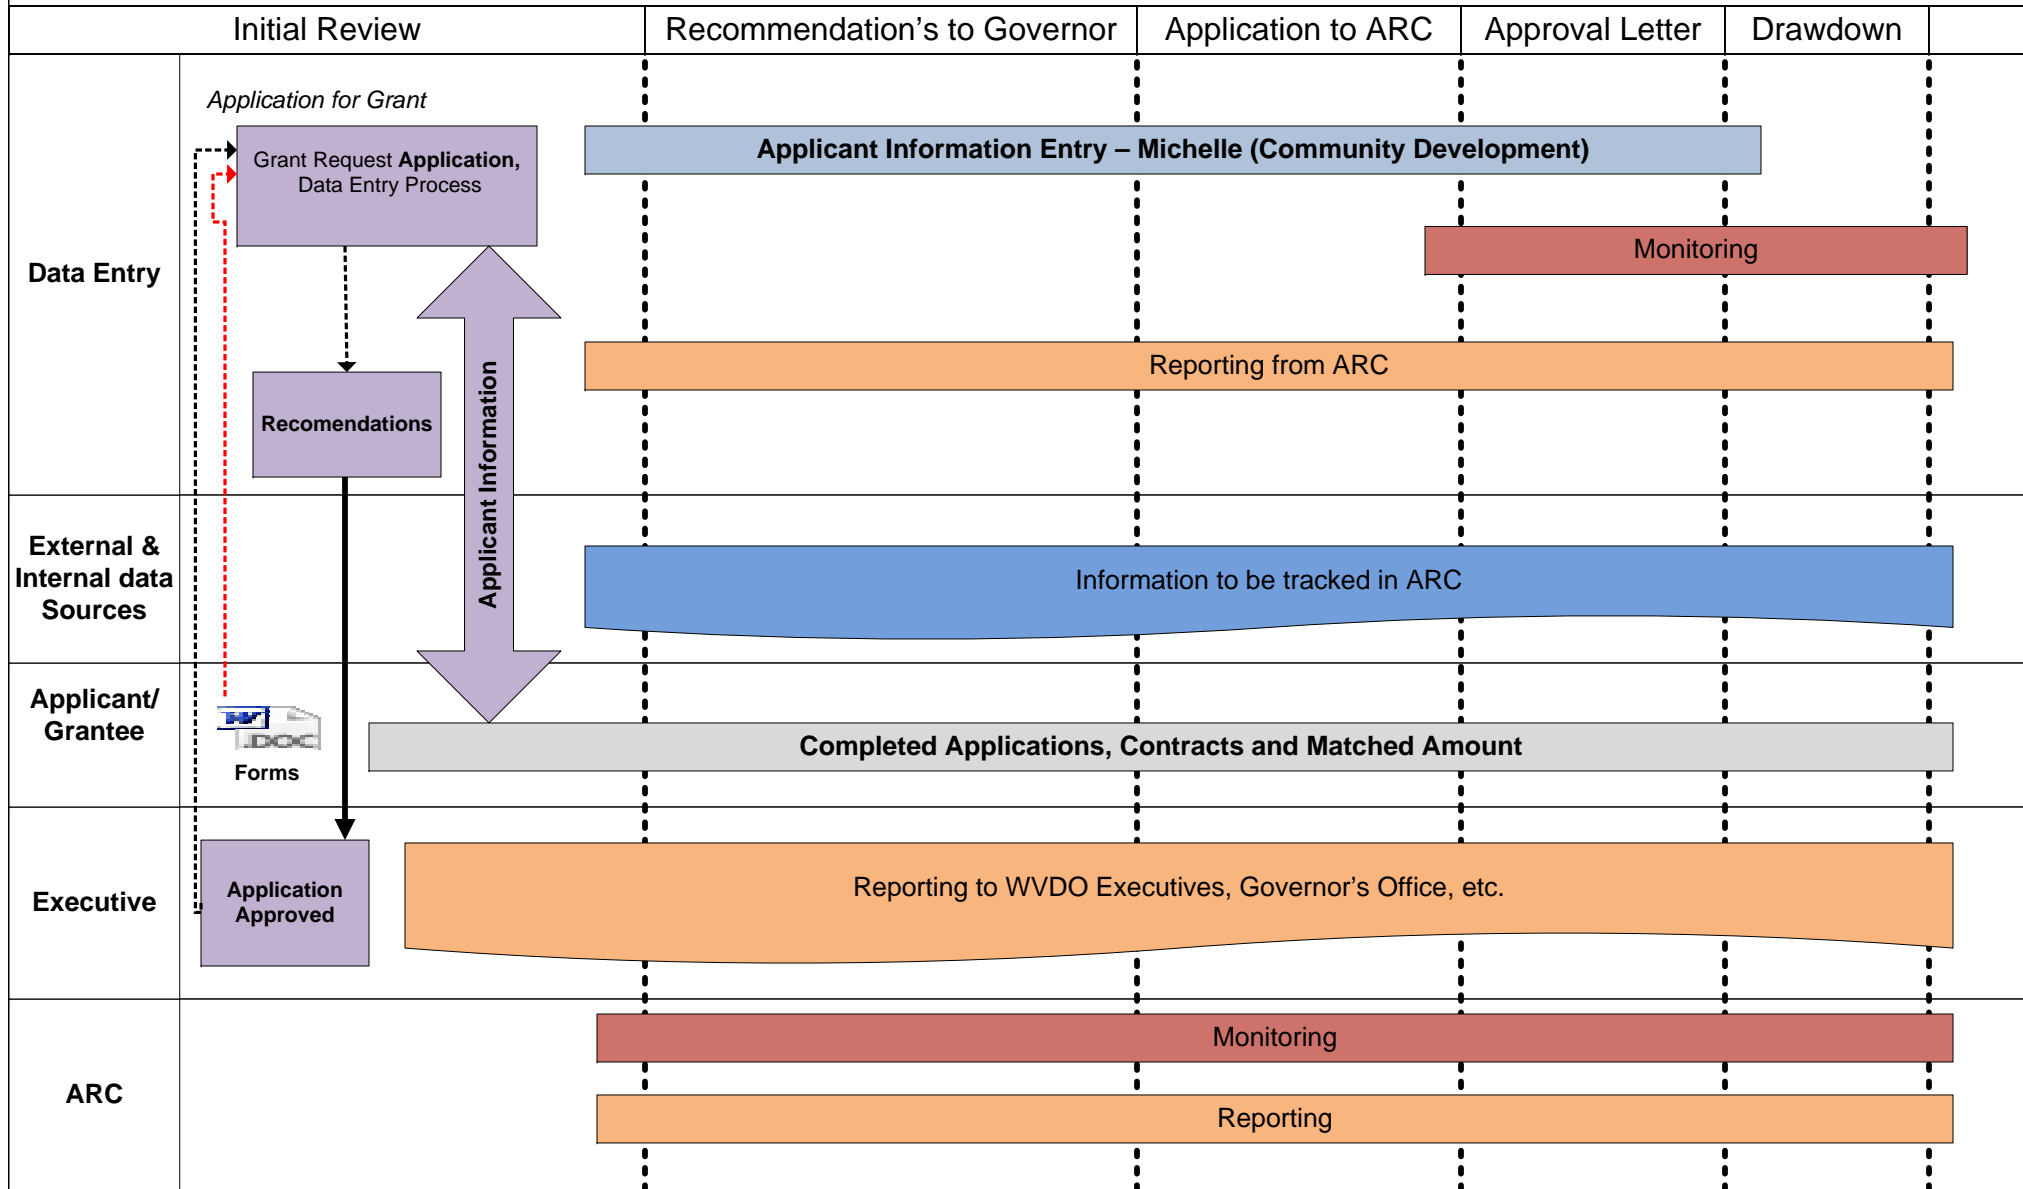 Initial Review
Recommendation's to Governor
Application to ARC
Approval Letter
Drawdown
Application for Grant
Grant Request Application,
Data Entry Process
Applicant Information Entry – Michelle (Community Development)
Monitoring
Data Entry
Reporting from ARC
Recomendations
Applicant Information
External &
Internal data
Sources
Information to be tracked in ARC
Applicant/
Grantee
W
.DOC
Forms
Completed Applications, Contracts and Matched Amount
Executive
Application
Approved
Reporting to WVDO Executives, Governor's Office, etc.
ARC
Monitoring
Reporting